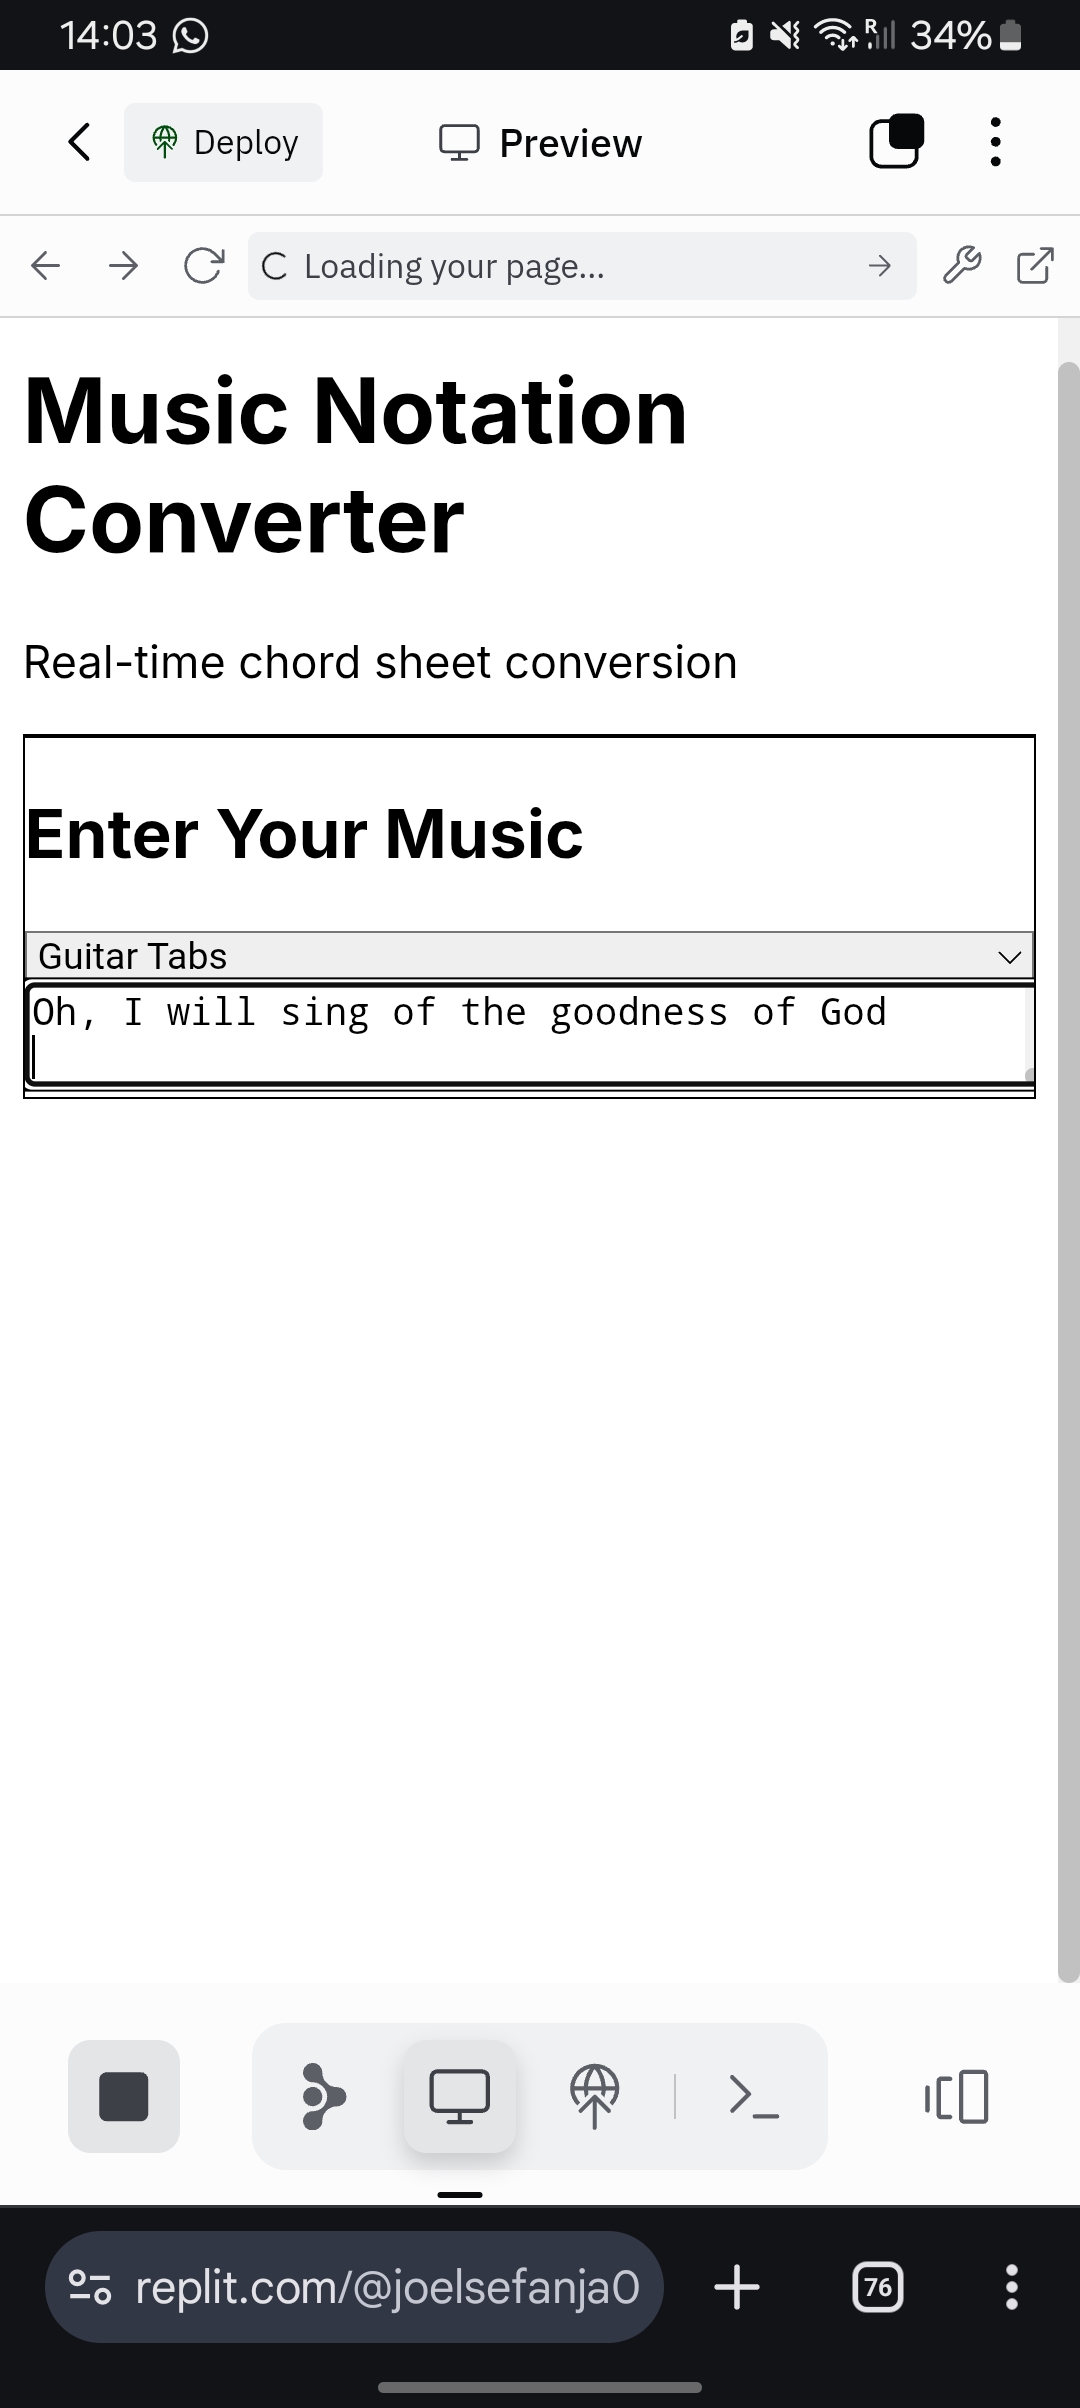 14:03
R
34%
Deploy
Preview
Loading your page...
Music Notation
Converter
Real-time chord sheet conversion
Enter Your Music
Guitar Tabs
Oh, I will sing of the goodness of God
replit.com/@joelsefanja0
76